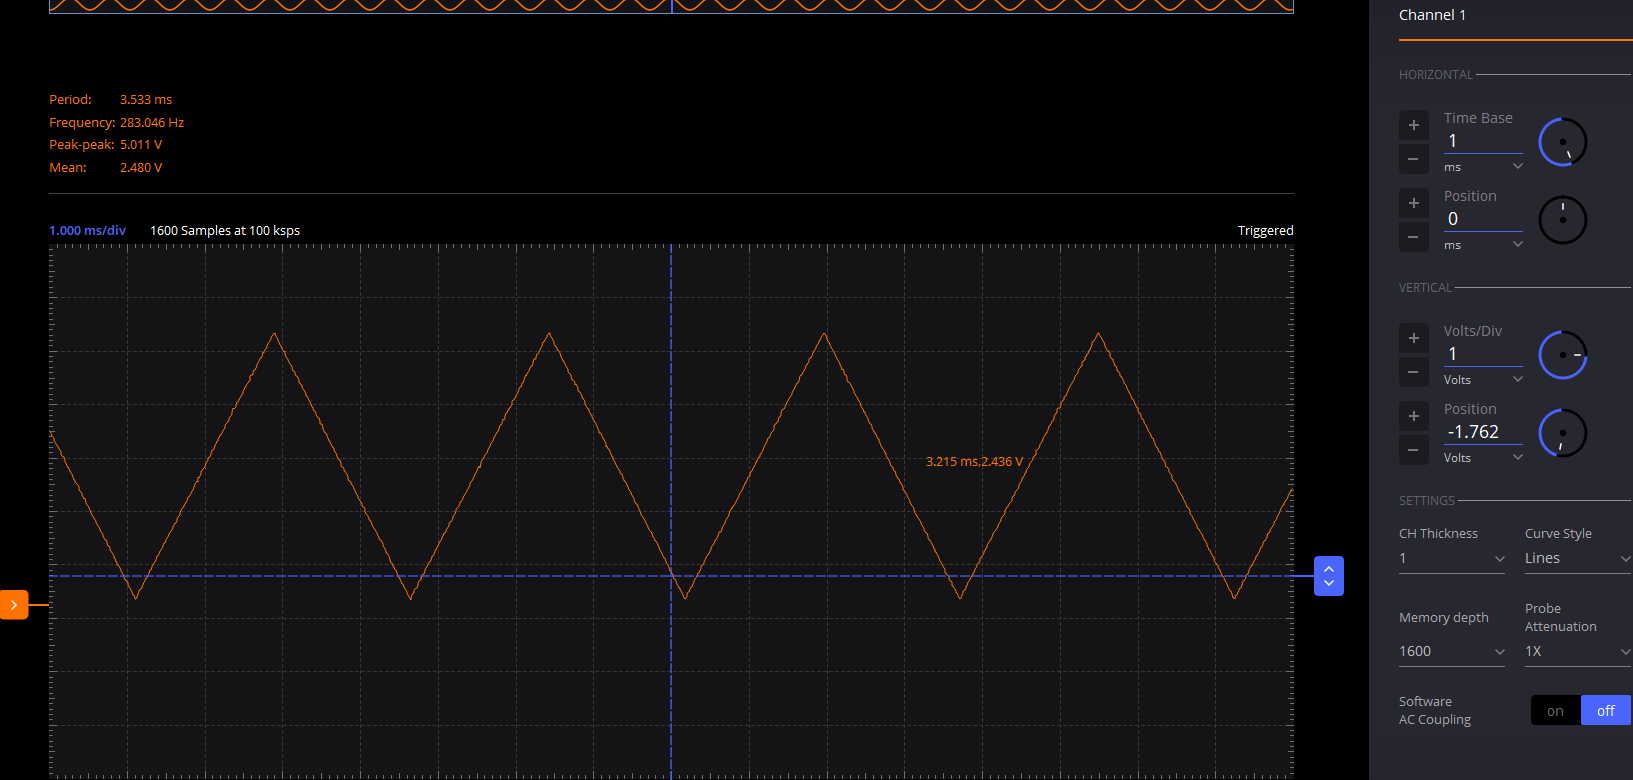 Channel 1
HORIZONTAL
Period: 3.533 ms
Frequency: 283.046 Hz
Peak-peak: 5.011 V
Mean: 2.480 V
+ Time Base
1
- ms
+ Position
0
- ms
1.000 ms/div 1600 Samples at 100 ksps Triggered
VERTICAL
+ Volts/Div
1
- Volts
+ Position
-1.762
- Volts
3.215 ms,2.436 V
SETTINGS
CH Thickness Curve Style
1 Lines
Memory depth Probe
Attenuation
1600 1X
Software
AC Coupling on off